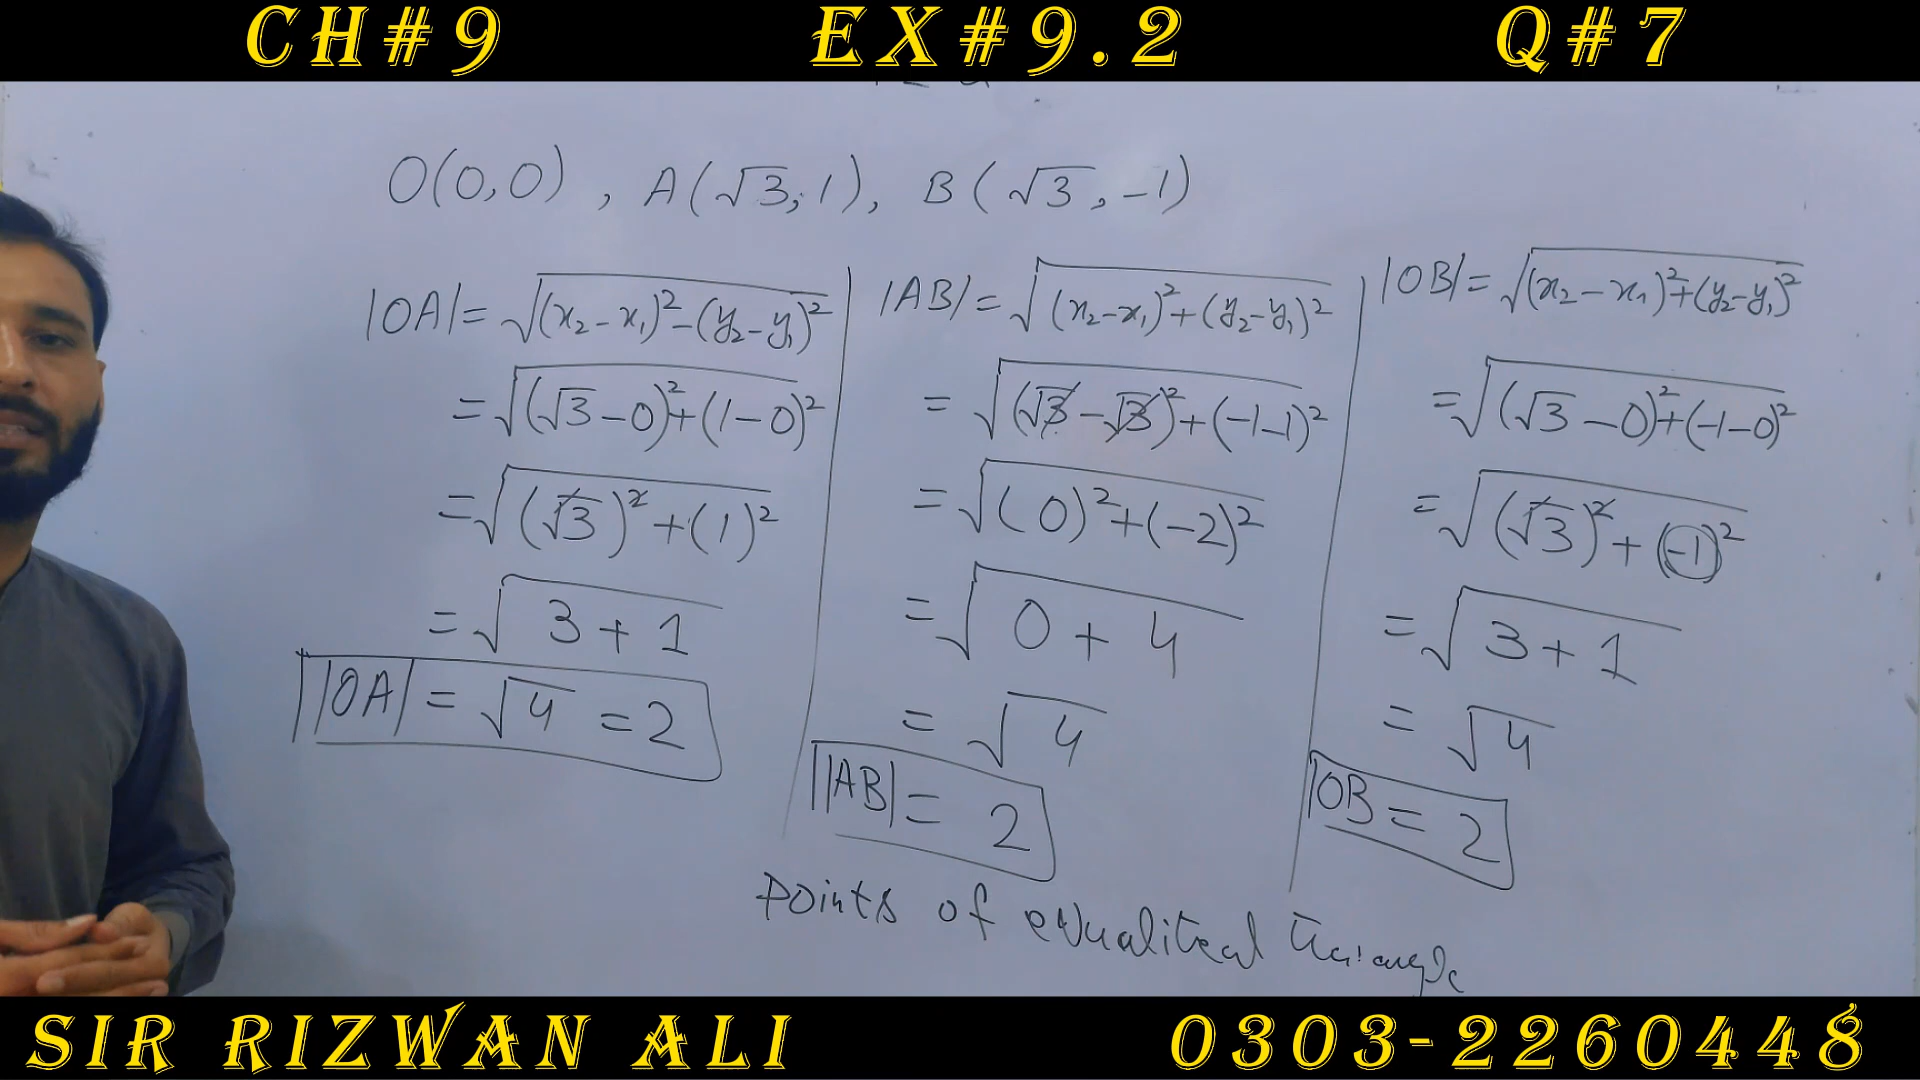 CH#9 EX#9.2 Q#7
O(0,0) , A(√3,1), B(√3,-1)
|OA| = √(x₂-x₁)²-(y₂-y₁)²
= √(√3-0)²+(1-0)²
= √(√3)²+(1)²
= √3+1
|OA| = √4 = 2
|AB| = √(x₂-x₁)²+(y₂-y₁)²
= √(√3-√3)²+(-1-1)²
= √(0)²+(-2)²
= √0+4
= √4
|AB| = 2
|OB| = √(x₂-x₁)²+(y₂-y₁)²
= √(√3-0)²+(-1-0)²
= √(√3)²+(-1)²
= √3+1
= √4
|OB = 2
Points of equaliteal triangle
SIR RIZWAN ALI 0303-2260448